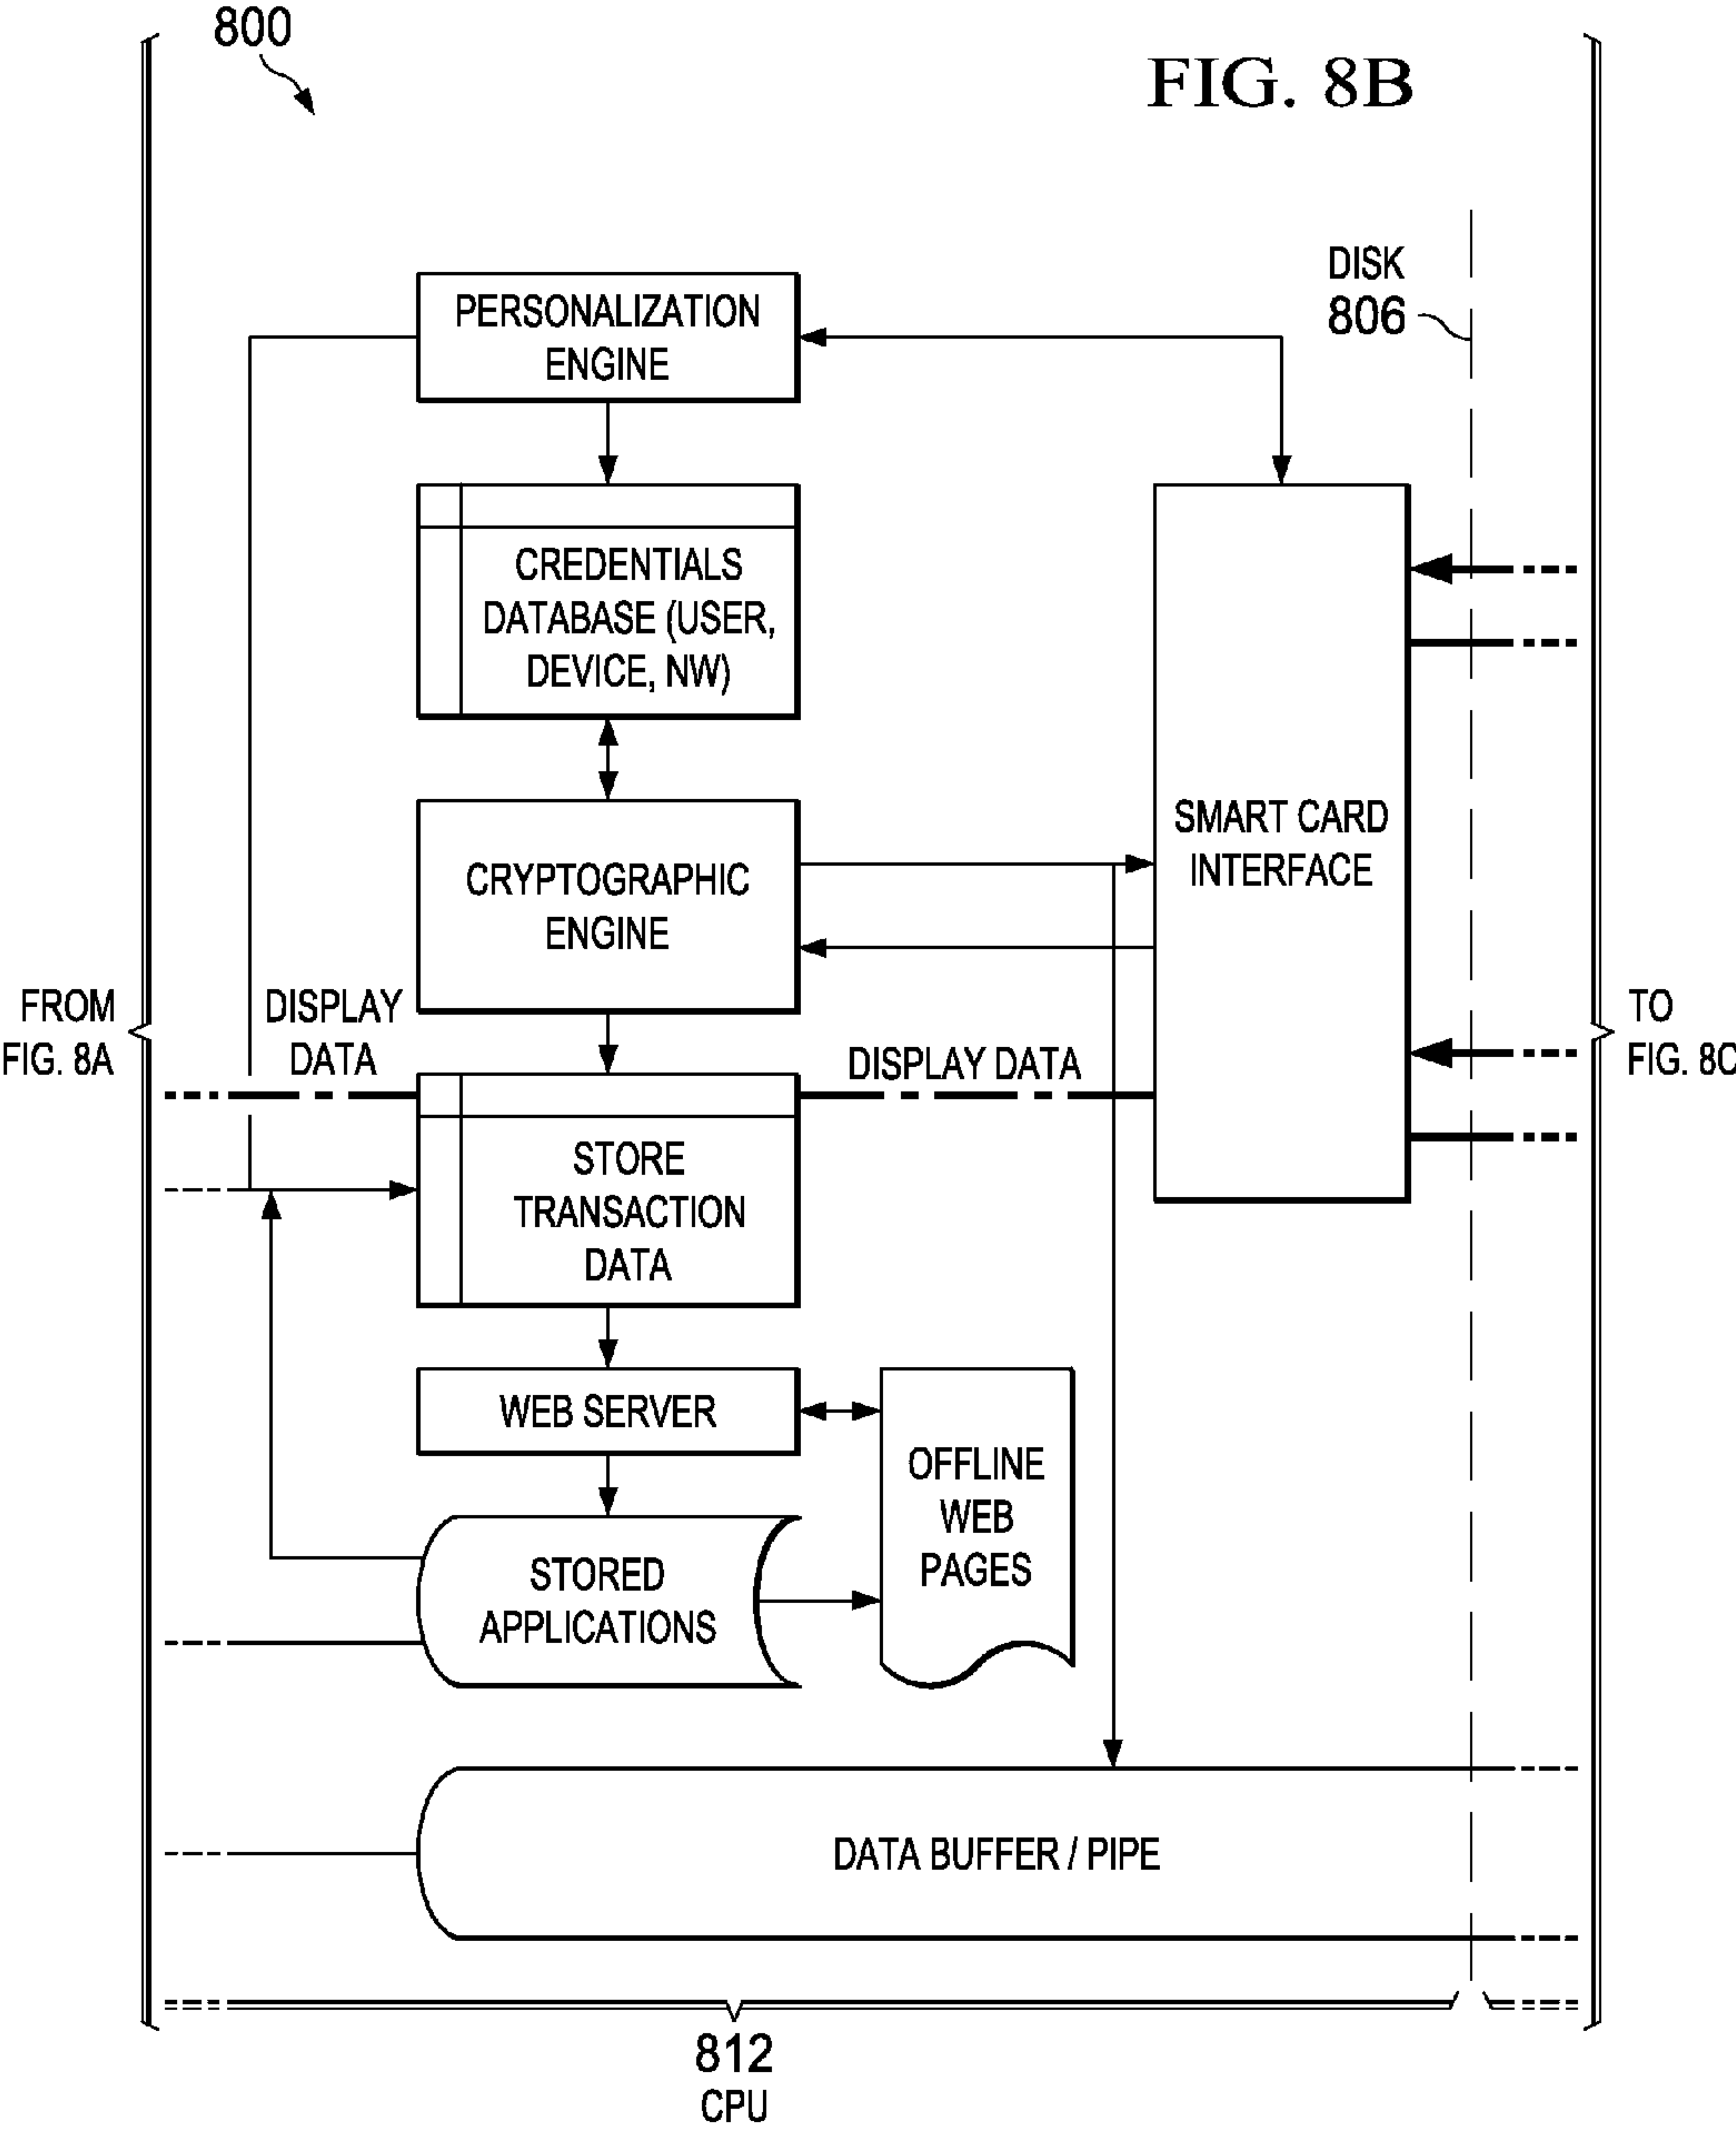 800
FIG. 8B
DISK
806
PERSONALIZATION
ENGINE
CREDENTIALS
DATABASE (USER,
DEVICE, NW)
SMART CARD
INTERFACE
CRYPTOGRAPHIC
ENGINE
FROM
FIG. 8A
DISPLAY
DATA
DISPLAY DATA
TO
FIG. 8C
STORE
TRANSACTION
DATA
WEB SERVER
OFFLINE
WEB
PAGES
STORED
APPLICATIONS
DATA BUFFER / PIPE
812
CPU